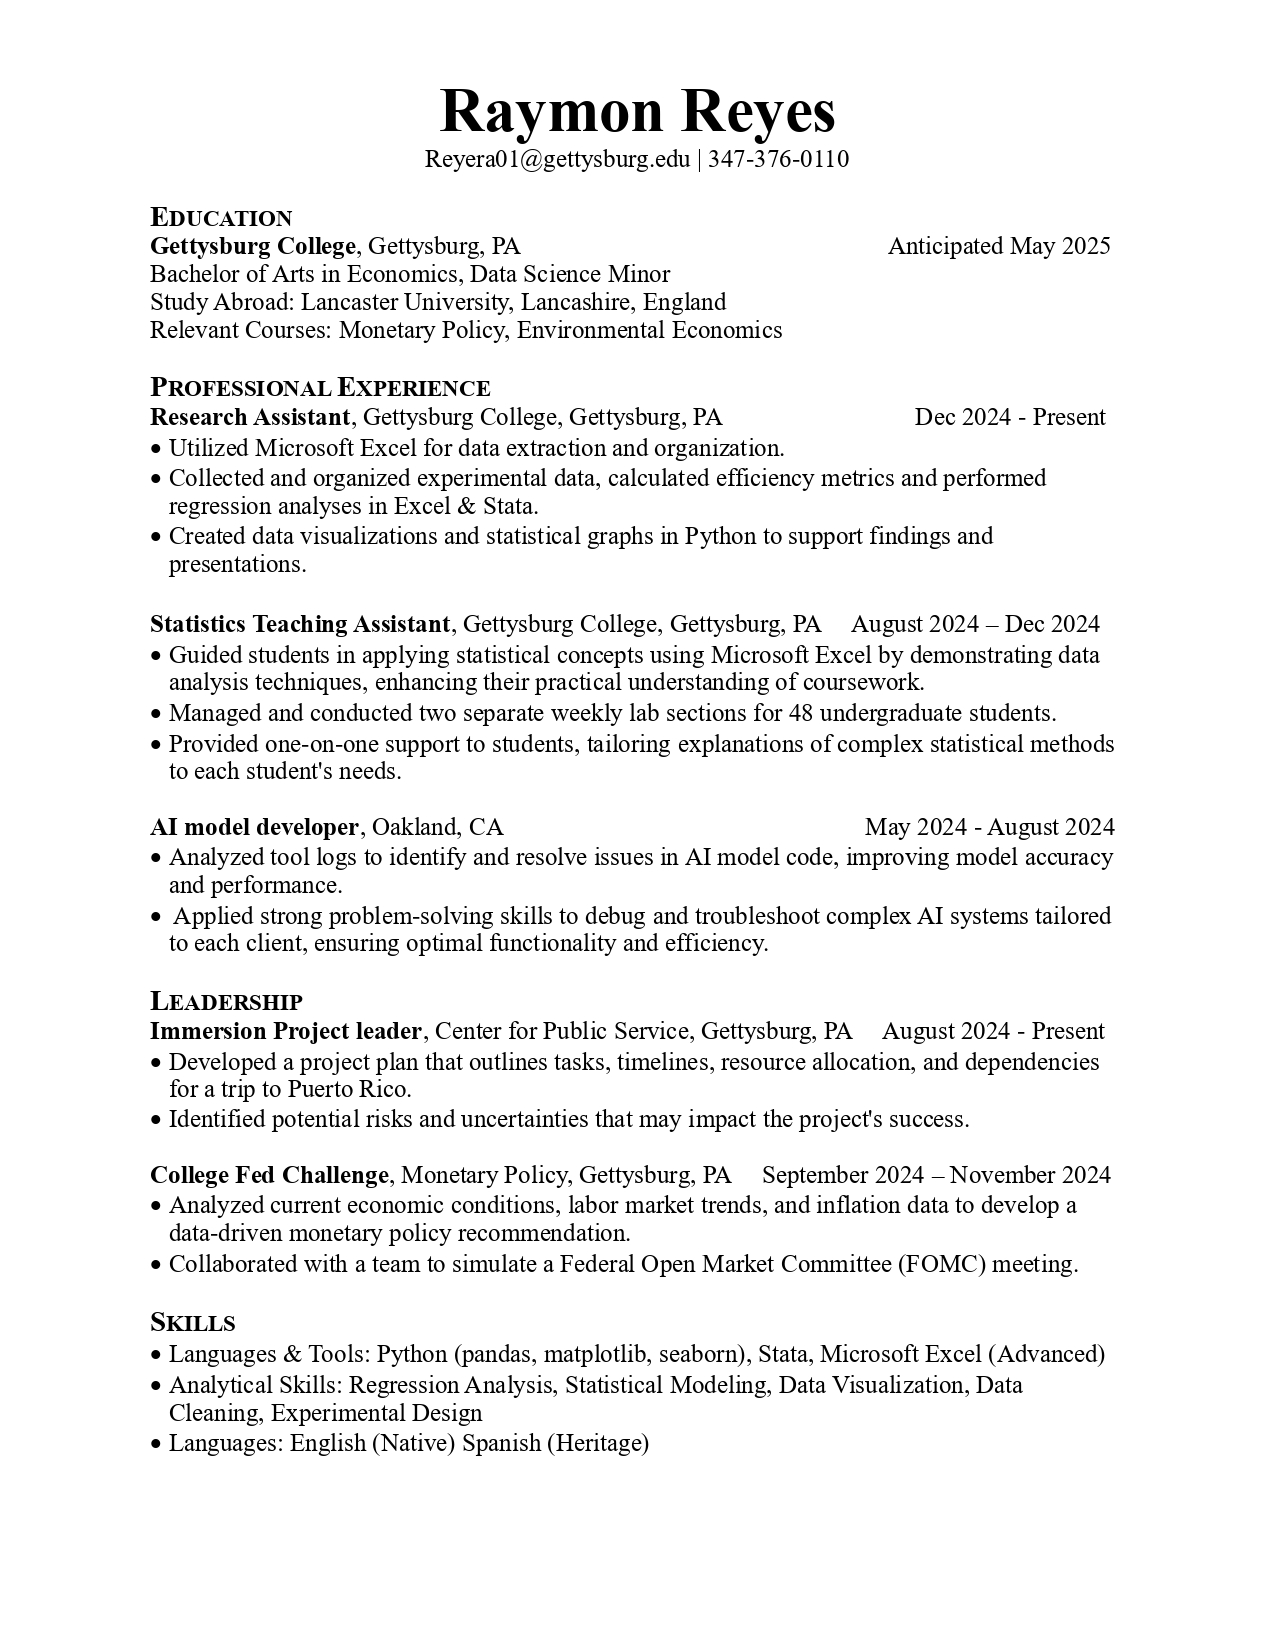 Raymon Reyes
Reyera01@gettysburg.edu | 347-376-0110
EDUCATION
Gettysburg College, Gettysburg, PA Anticipated May 2025
Bachelor of Arts in Economics, Data Science Minor
Study Abroad: Lancaster University, Lancashire, England
Relevant Courses: Monetary Policy, Environmental Economics
PROFESSIONAL EXPERIENCE
Research Assistant, Gettysburg College, Gettysburg, PA Dec 2024 - Present
• Utilized Microsoft Excel for data extraction and organization.
• Collected and organized experimental data, calculated efficiency metrics and performed
regression analyses in Excel & Stata.
• Created data visualizations and statistical graphs in Python to support findings and
presentations.
Statistics Teaching Assistant, Gettysburg College, Gettysburg, PA August 2024 – Dec 2024
• Guided students in applying statistical concepts using Microsoft Excel by demonstrating data
analysis techniques, enhancing their practical understanding of coursework.
• Managed and conducted two separate weekly lab sections for 48 undergraduate students.
• Provided one-on-one support to students, tailoring explanations of complex statistical methods
to each student's needs.
AI model developer, Oakland, CA May 2024 - August 2024
• Analyzed tool logs to identify and resolve issues in AI model code, improving model accuracy
and performance.
• Applied strong problem-solving skills to debug and troubleshoot complex AI systems tailored
to each client, ensuring optimal functionality and efficiency.
LEADERSHIP
Immersion Project leader, Center for Public Service, Gettysburg, PA August 2024 - Present
• Developed a project plan that outlines tasks, timelines, resource allocation, and dependencies
for a trip to Puerto Rico.
• Identified potential risks and uncertainties that may impact the project's success.
College Fed Challenge, Monetary Policy, Gettysburg, PA September 2024 – November 2024
• Analyzed current economic conditions, labor market trends, and inflation data to develop a
data-driven monetary policy recommendation.
• Collaborated with a team to simulate a Federal Open Market Committee (FOMC) meeting.
SKILLS
• Languages & Tools: Python (pandas, matplotlib, seaborn), Stata, Microsoft Excel (Advanced)
• Analytical Skills: Regression Analysis, Statistical Modeling, Data Visualization, Data
Cleaning, Experimental Design
• Languages: English (Native) Spanish (Heritage)